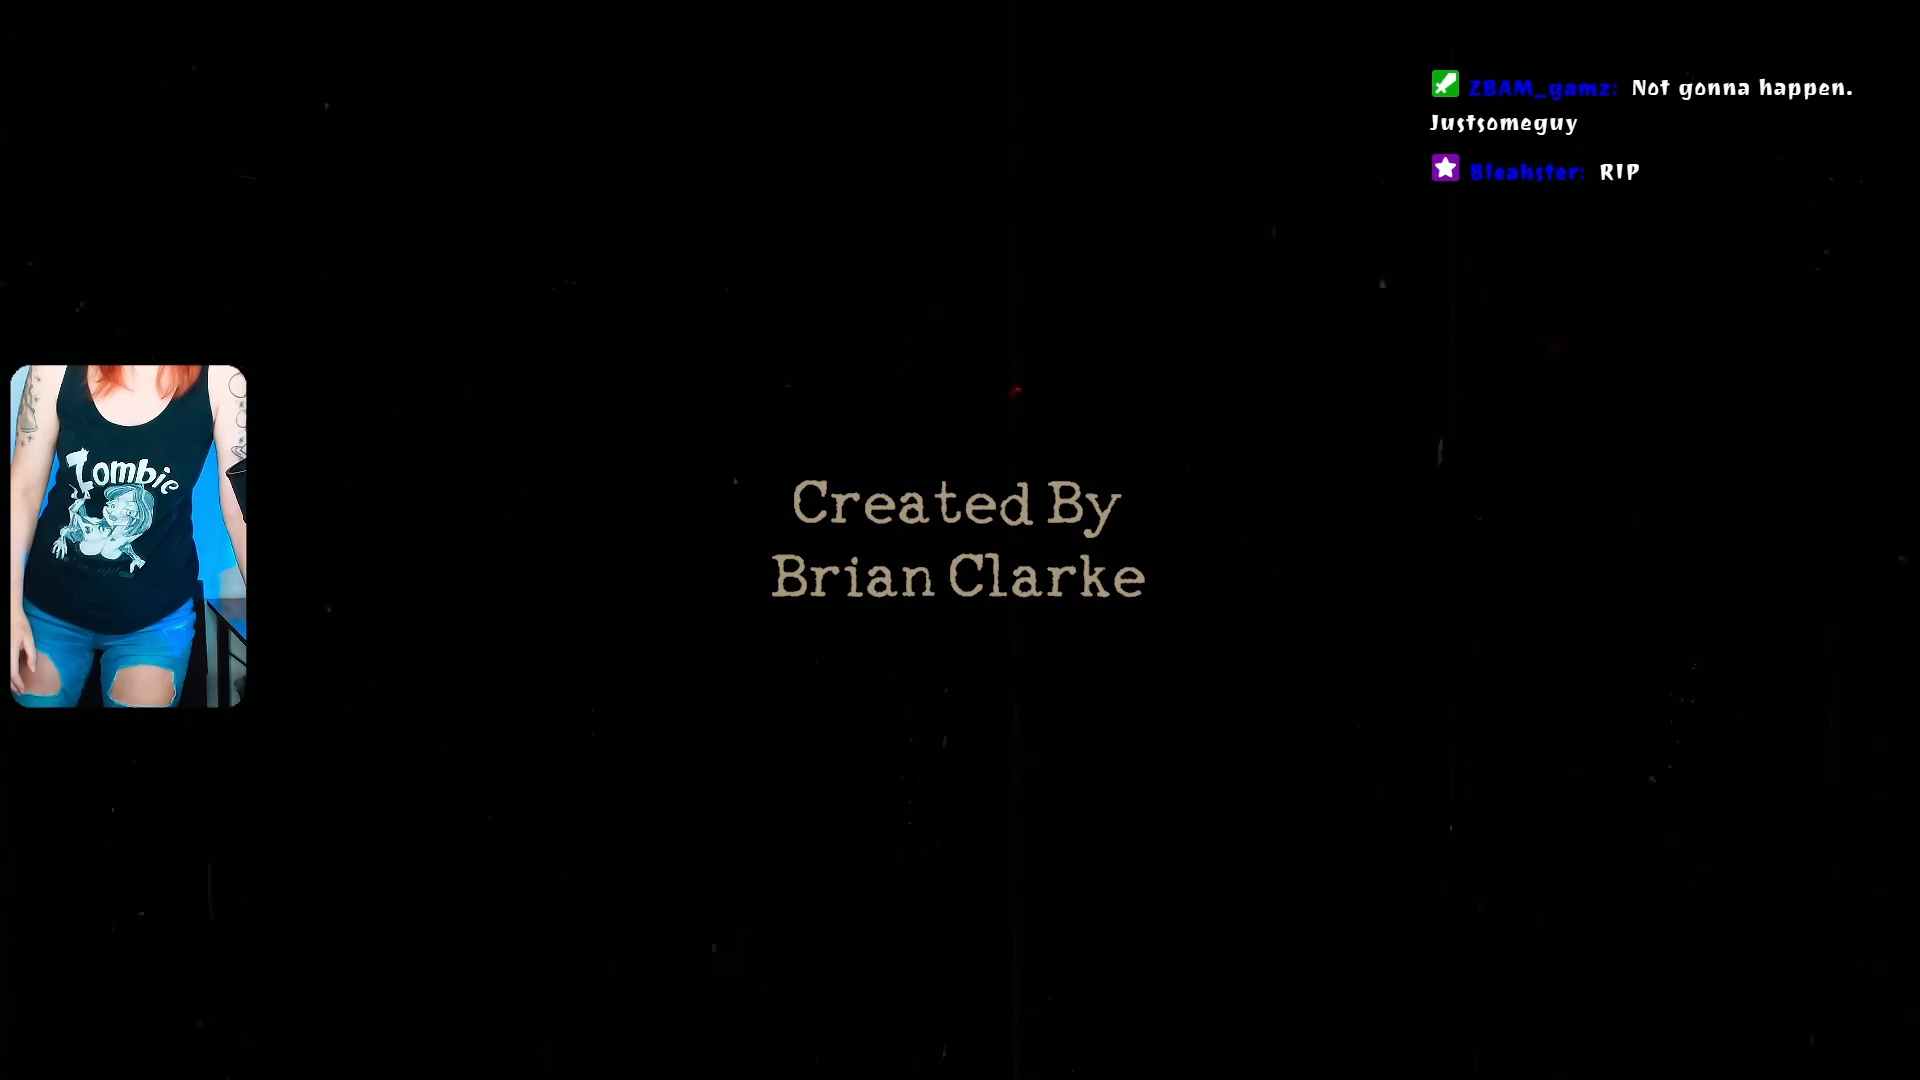 ZBAM_gamz: Not gonna happen.
Justsomeguy
Bleahster: RIP
Zombie
Created By
Brian Clarke